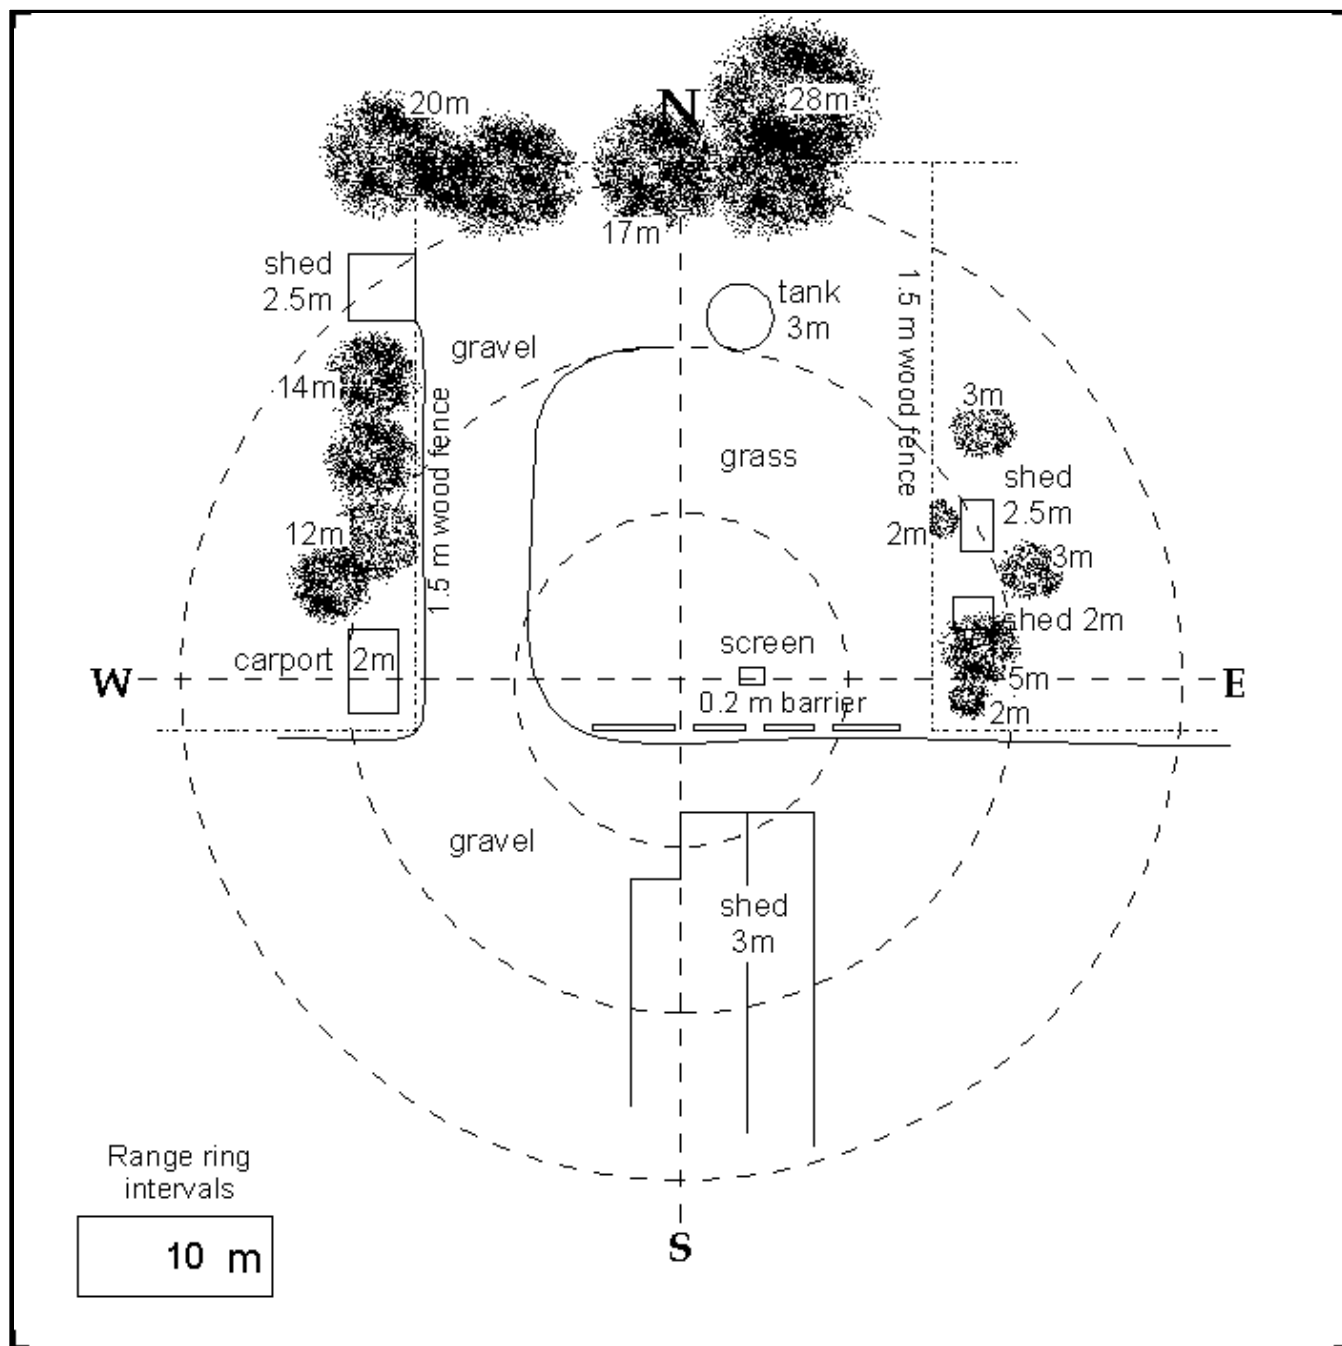 20m
N
28m
17m
shed
2.5m
tank
3m
1.5 m wood fence
gravel
14m
1.5 m wood fence
3m
grass
shed
2.5m
2m
12m
3m
shed 2m
screen
carport
2m
W
E
5m
0.2 m barrier
2m
gravel
shed
3m
Range ring
intervals
10 m
S